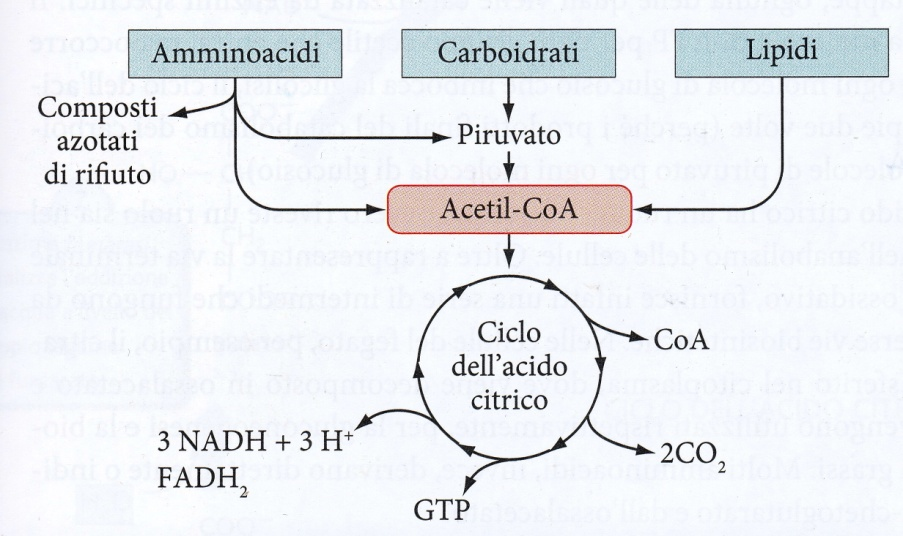 Amminoacidi
Carboidrati
Lipidi
Composti
azotati
di rifiuto
Piruvato
Acetil-CoA
Ciclo
dell'acido
citrico
CoA
3 NADH + 3 H⁺
FADH₂
2CO₂
GTP